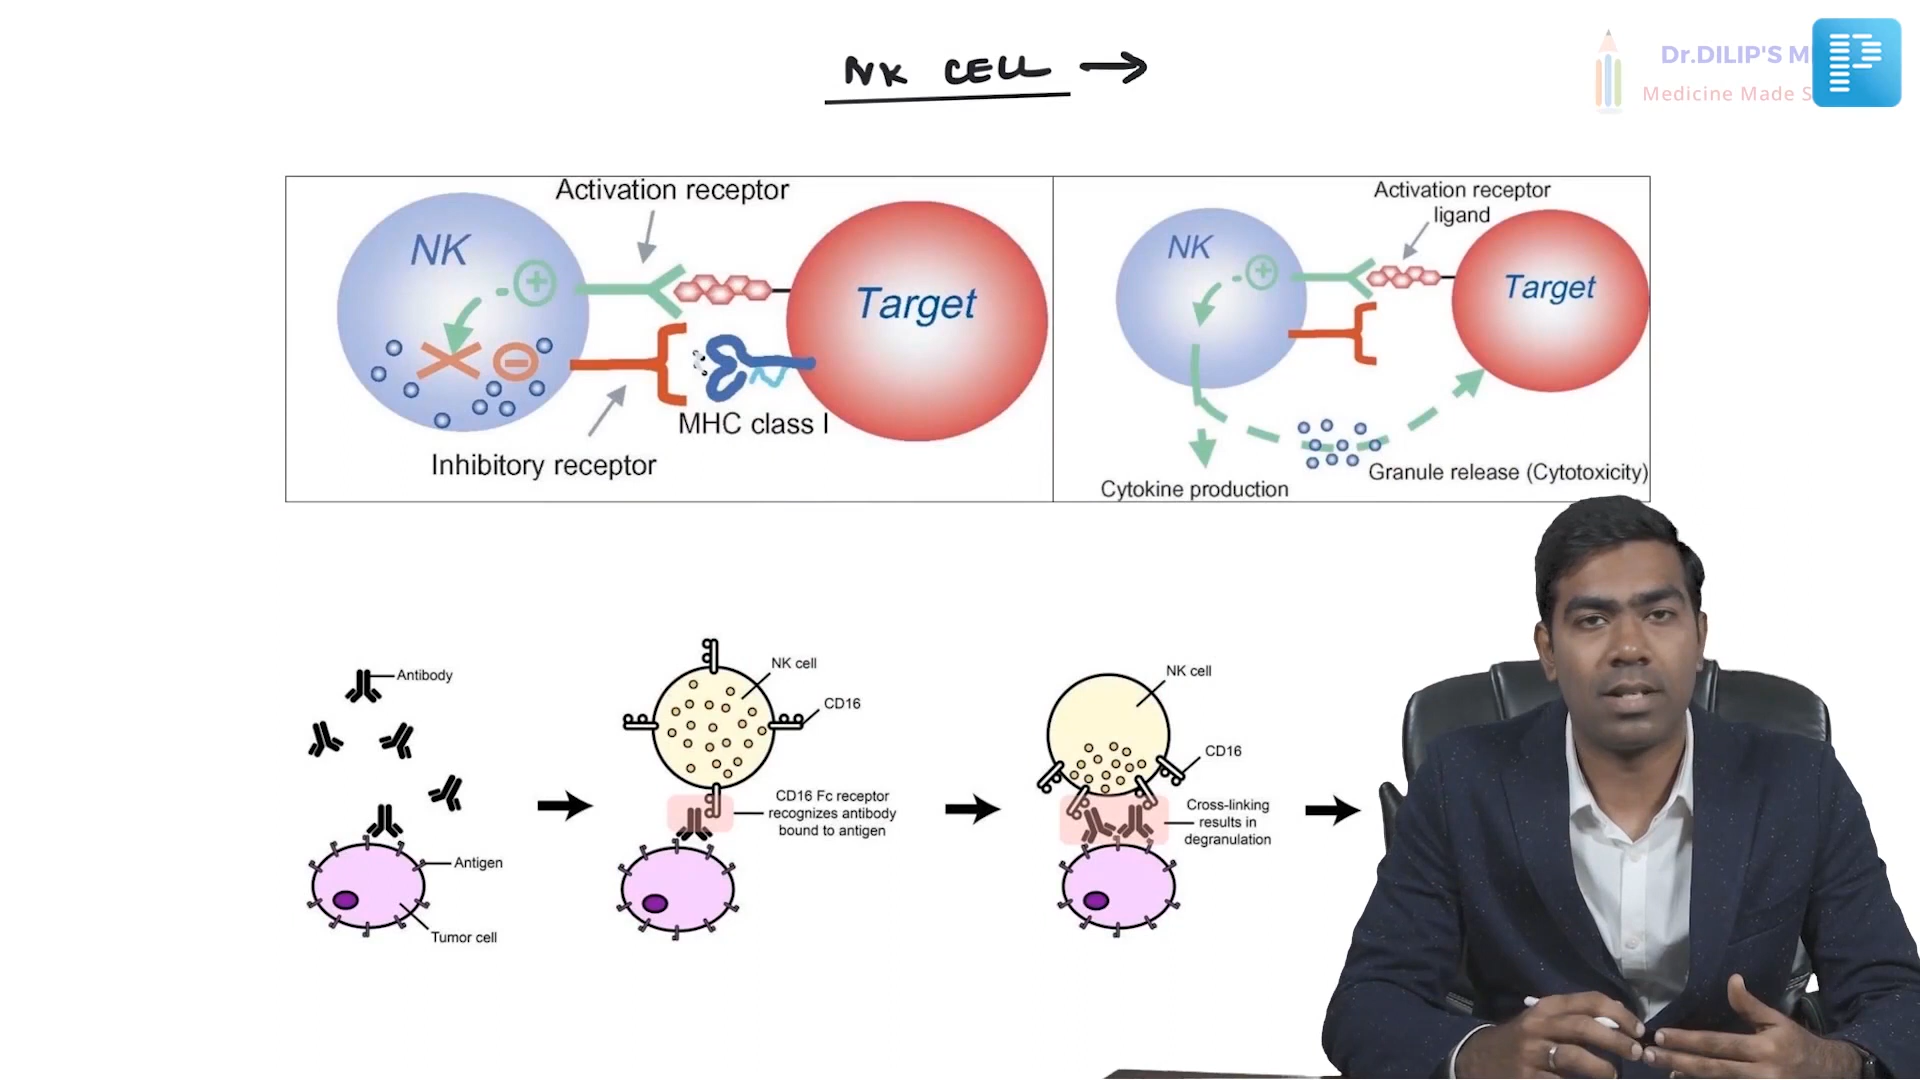 NK CELL →
Dr.DILIP'S M
Medicine Made S
Activation receptor
NK
Target
MHC class I
Inhibitory receptor
Activation receptor
ligand
NK
Target
Granule release (Cytotoxicity)
Cytokine production
Antibody
Antigen
Tumor cell
NK cell
CD16
CD16 Fc receptor
recognizes antibody
bound to antigen
NK cell
CD16
Cross-linking
results in
degranulation